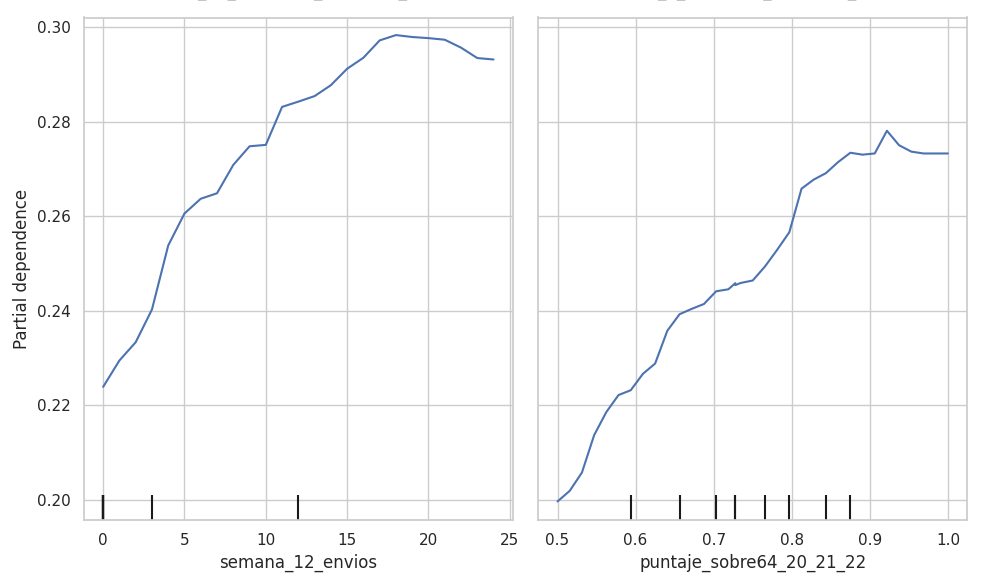 0.30
0.28
0.26
0.24
0.22
0.20
Partial dependence
0 5 10 15 20 25
semana_12_envios
0.5 0.6 0.7 0.8 0.9 1.0
puntaje_sobre64_20_21_22